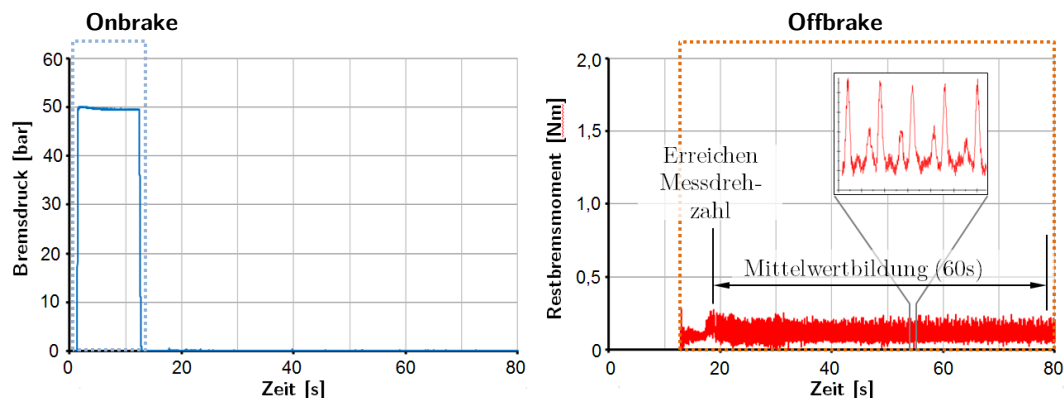 Onbrake
60
50
40
30
20
10
0
0
20
40
60
80
Bremsdruck [bar]
Zeit [s]
Offbrake
2,0
1,5
1,0
0,5
0
20
40
60
80
Restbremsmoment [Nm]
Zeit [s]
Erreichen
Messdreh-
zahl
Mittelwertbildung (60s)